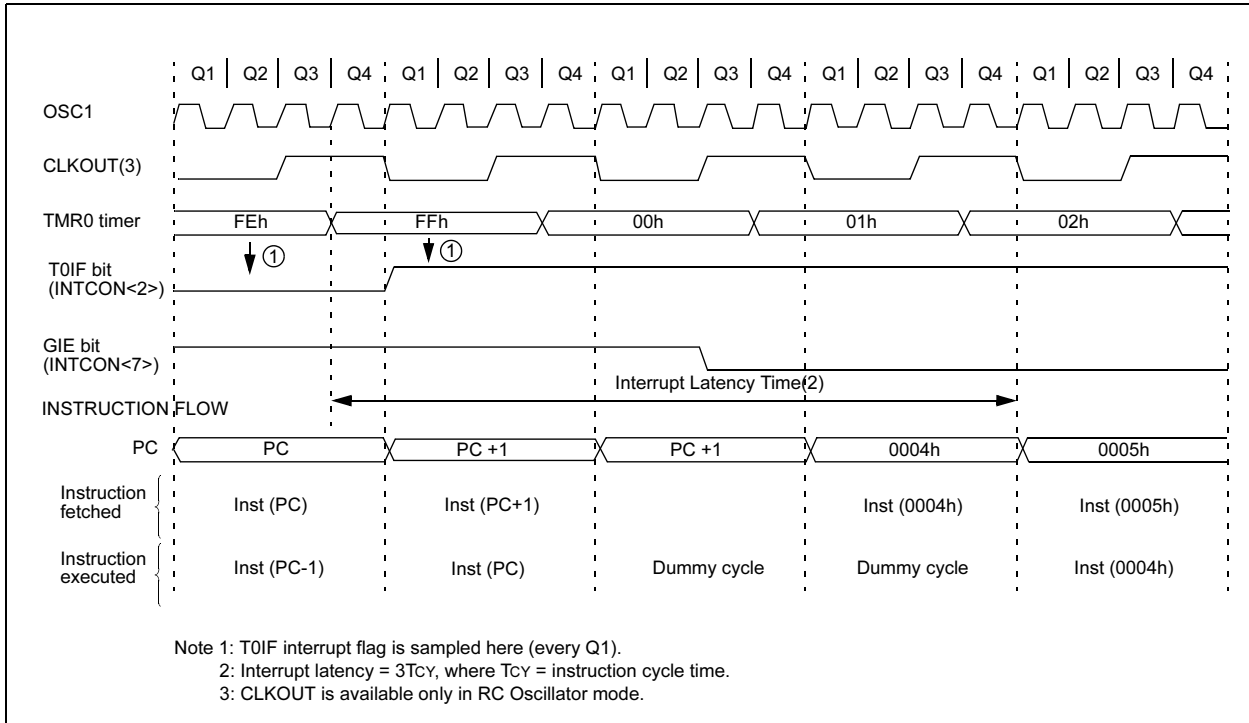 Q1 Q2 Q3 Q4 Q1 Q2 Q3 Q4 Q1 Q2 Q3 Q4 Q1 Q2 Q3 Q4 Q1 Q2 Q3 Q4
OSC1
CLKOUT(3)
TMR0 timer FEh FFh 00h 01h 02h
1 1
T0IF bit
(INTCON<2>)
GIE bit
(INTCON<7>)
Interrupt Latency Time(2)
INSTRUCTION FLOW
PC PC PC +1 PC +1 0004h 0005h
Instruction
fetched
Inst (PC) Inst (PC+1) Inst (0004h) Inst (0005h)
Instruction
executed
Inst (PC-1) Inst (PC) Dummy cycle Dummy cycle Inst (0004h)
Note 1: T0IF interrupt flag is sampled here (every Q1).
2: Interrupt latency = 3TCY, where TCY = instruction cycle time.
3: CLKOUT is available only in RC Oscillator mode.